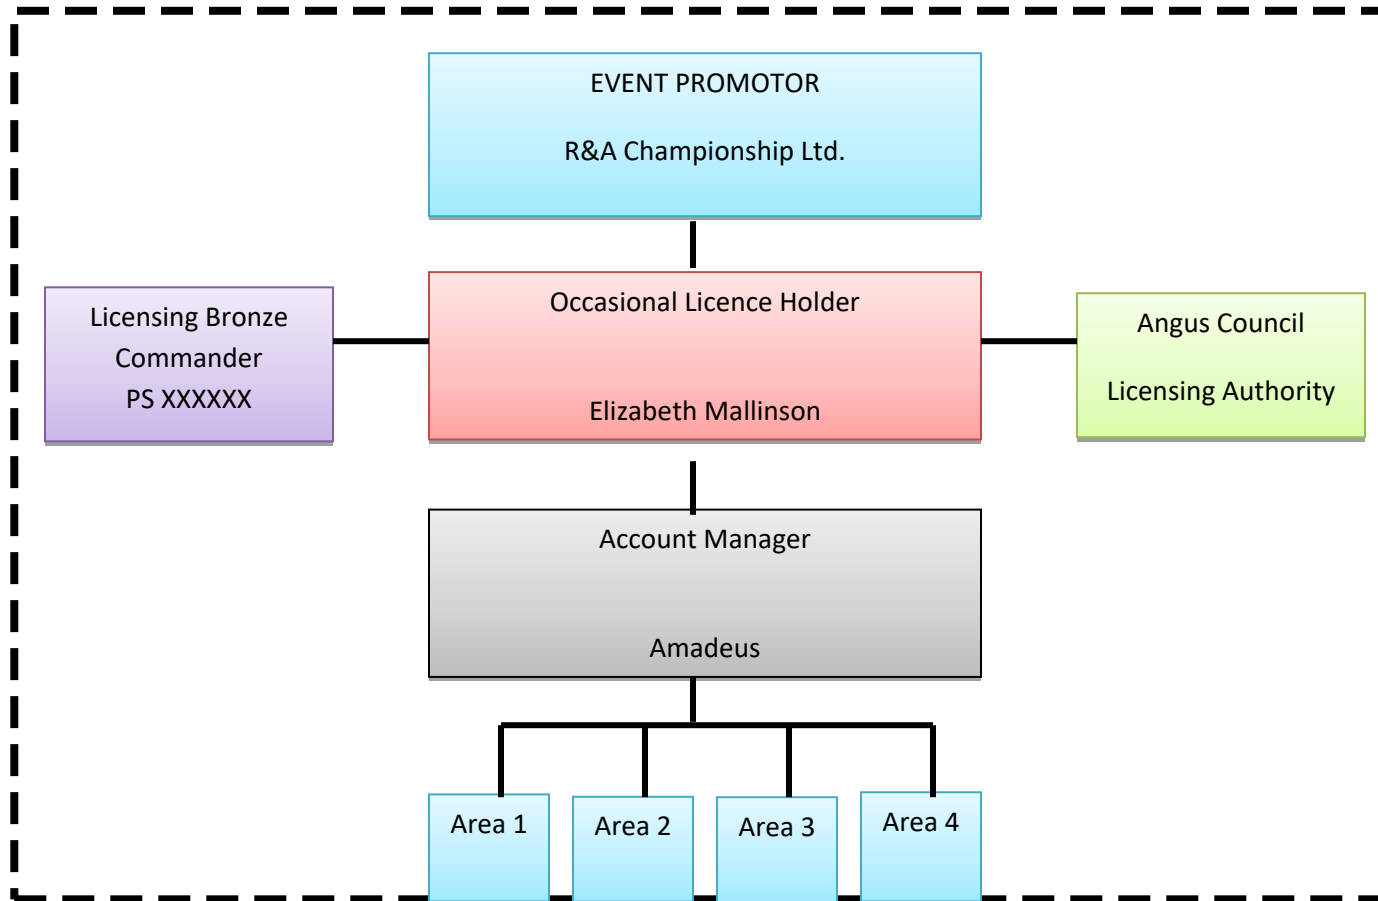 EVENT PROMOTOR
R&A Championship Ltd.
Licensing Bronze
Commander
PS XXXXXX
Occasional Licence Holder
Elizabeth Mallinson
Angus Council
Licensing Authority
Account Manager
Amadeus
Area 1
Area 2
Area 3
Area 4